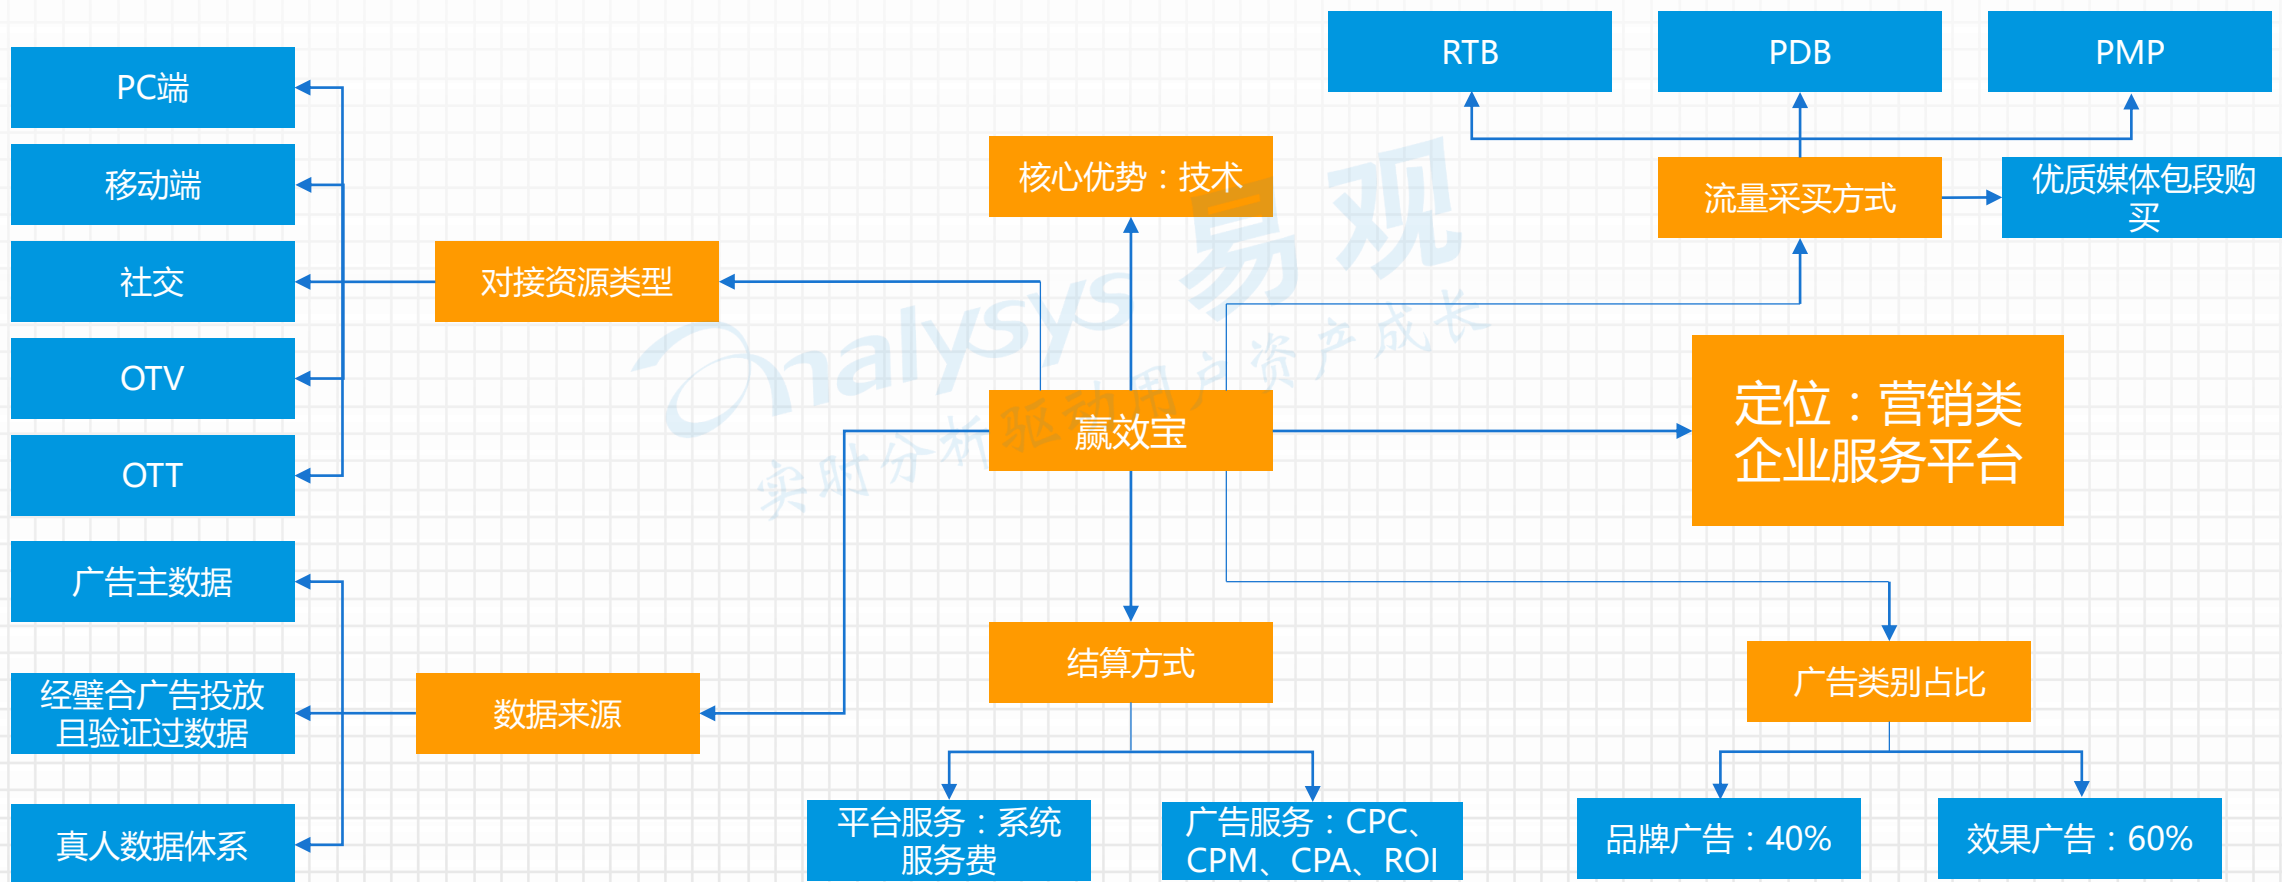 RTB
PDB
PMP
PC端
移动端
社交
OTV
OTT
广告主数据
经璧合广告投放
且验证过数据
真人数据体系
对接资源类型
数据来源
核心优势：技术
赢效宝
结算方式
平台服务：系统
服务费
广告服务：CPC、
CPM、CPA、ROI
流量采买方式
优质媒体包段购
买
定位：营销类
企业服务平台
广告类别占比
品牌广告：40%
效果广告：60%
analysys 易观
实时分析驱动用户资产成长